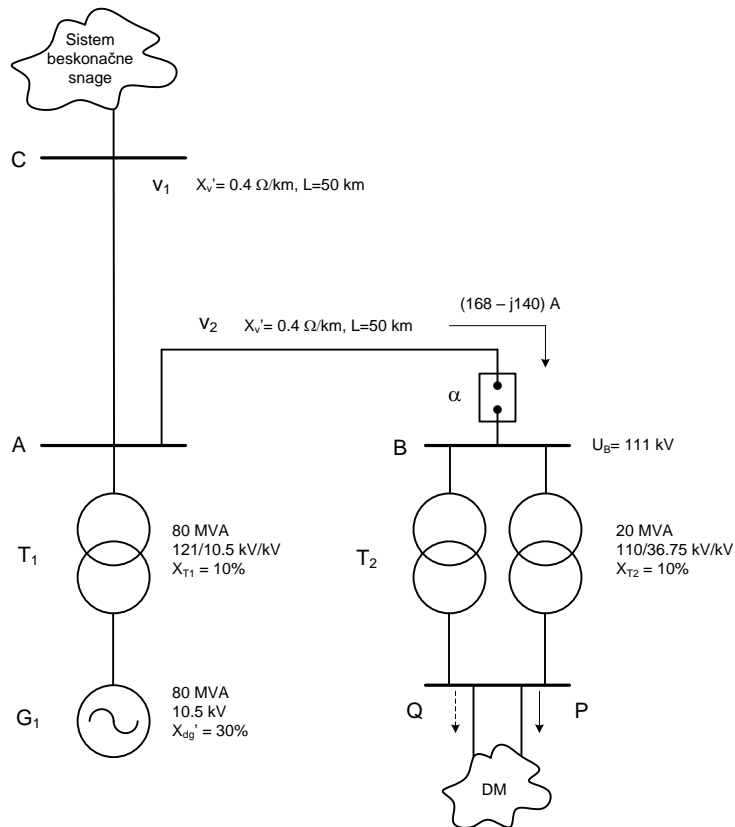 Sistem
beskonačne
snage
C
v1 Xv'= 0.4 Ω/km, L=50 km
(168 – j140) A
v2 Xv'= 0.4 Ω/km, L=50 km
α
A
B
UB= 111 kV
T1
80 MVA
121/10.5 kV/kV
XT1 = 10%
T2
20 MVA
110/36.75 kV/kV
XT2 = 10%
G1
80 MVA
10.5 kV
Xdg' = 30%
Q
P
DM